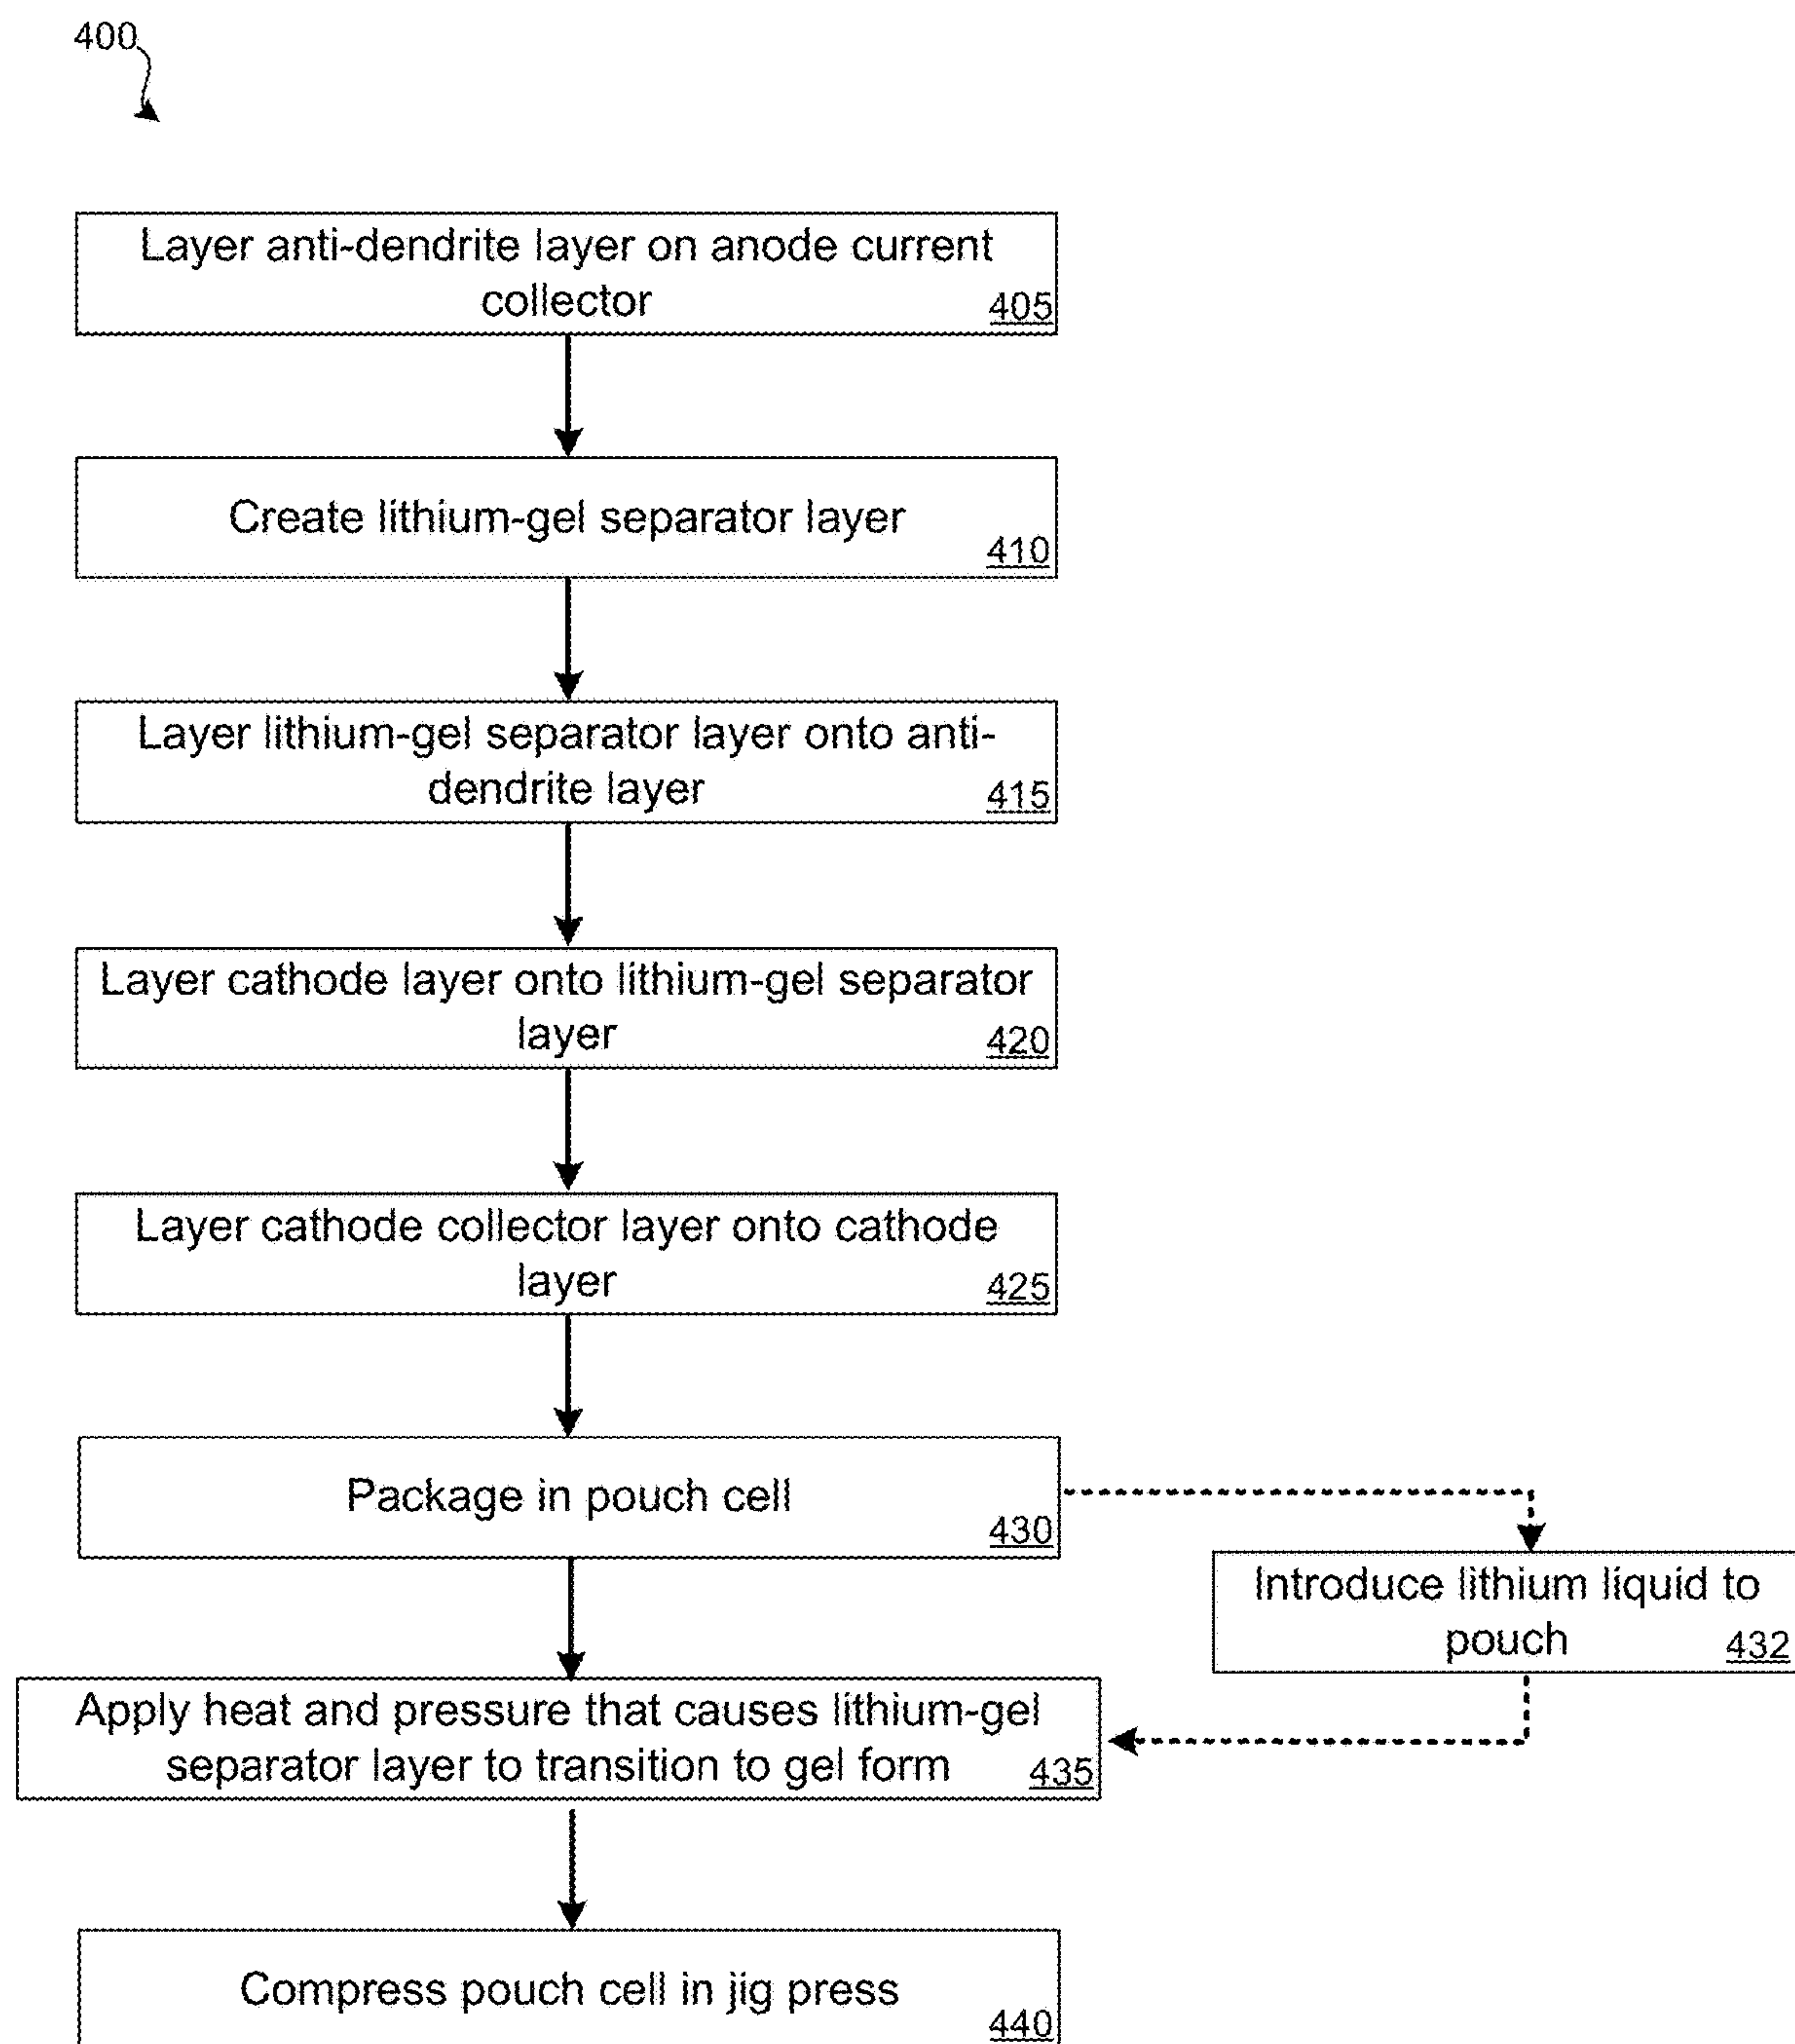 400
Layer anti-dendrite layer on anode current
collector
405
Create lithium-gel separator layer
410
Layer lithium-gel separator layer onto anti-
dendrite layer
415
Layer cathode layer onto lithium-gel separator
layer
420
Layer cathode collector layer onto cathode
layer
425
Package in pouch cell
430
Introduce lithium liquid to
pouch
432
Apply heat and pressure that causes lithium-gel
separator layer to transition to gel form
435
Compress pouch cell in jig press
440